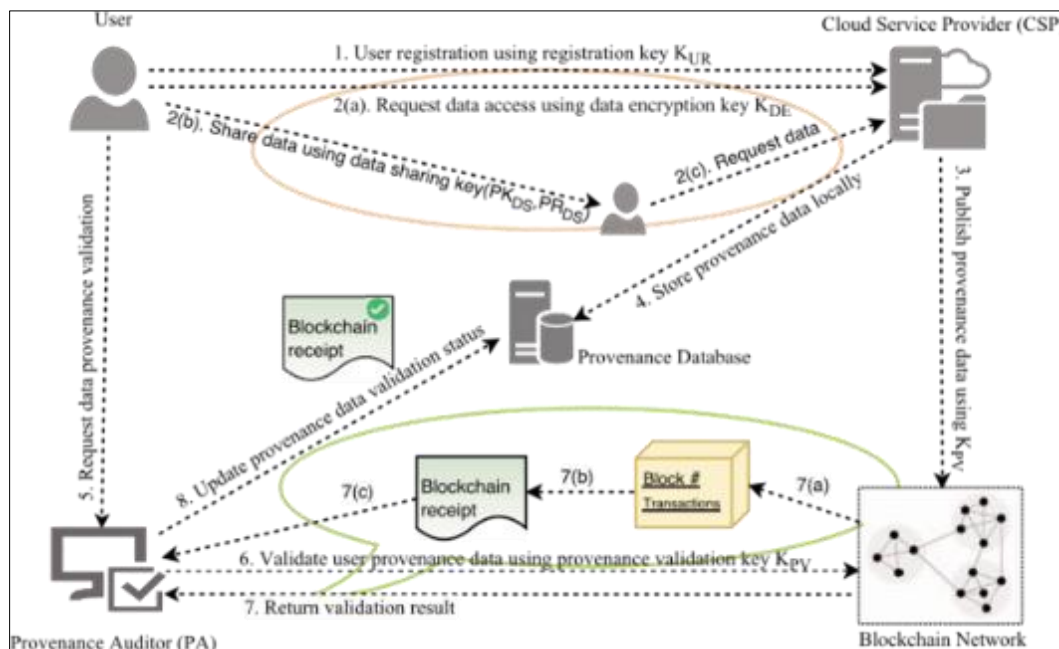 User
Cloud Service Provider (CSP
1. User registration using registration key KUR
2(a). Request data access using data encryption key KDE
2(b). Share data using data sharing key(PKDS,PRDS)
2(c). Request data
3. Publish provenance data using KPV
4. Store provenance data locally
Blockchain
receipt
Provenance Database
5. Request data provenance validation
8. Update provenance data validation status
7(c)
Blockchain
receipt
7(b)
Block #
Transactions
7(a)
6. Validate user provenance data using provenance validation key KPV
7. Return validation result
Provenance Auditor (PA)
Blockchain Network